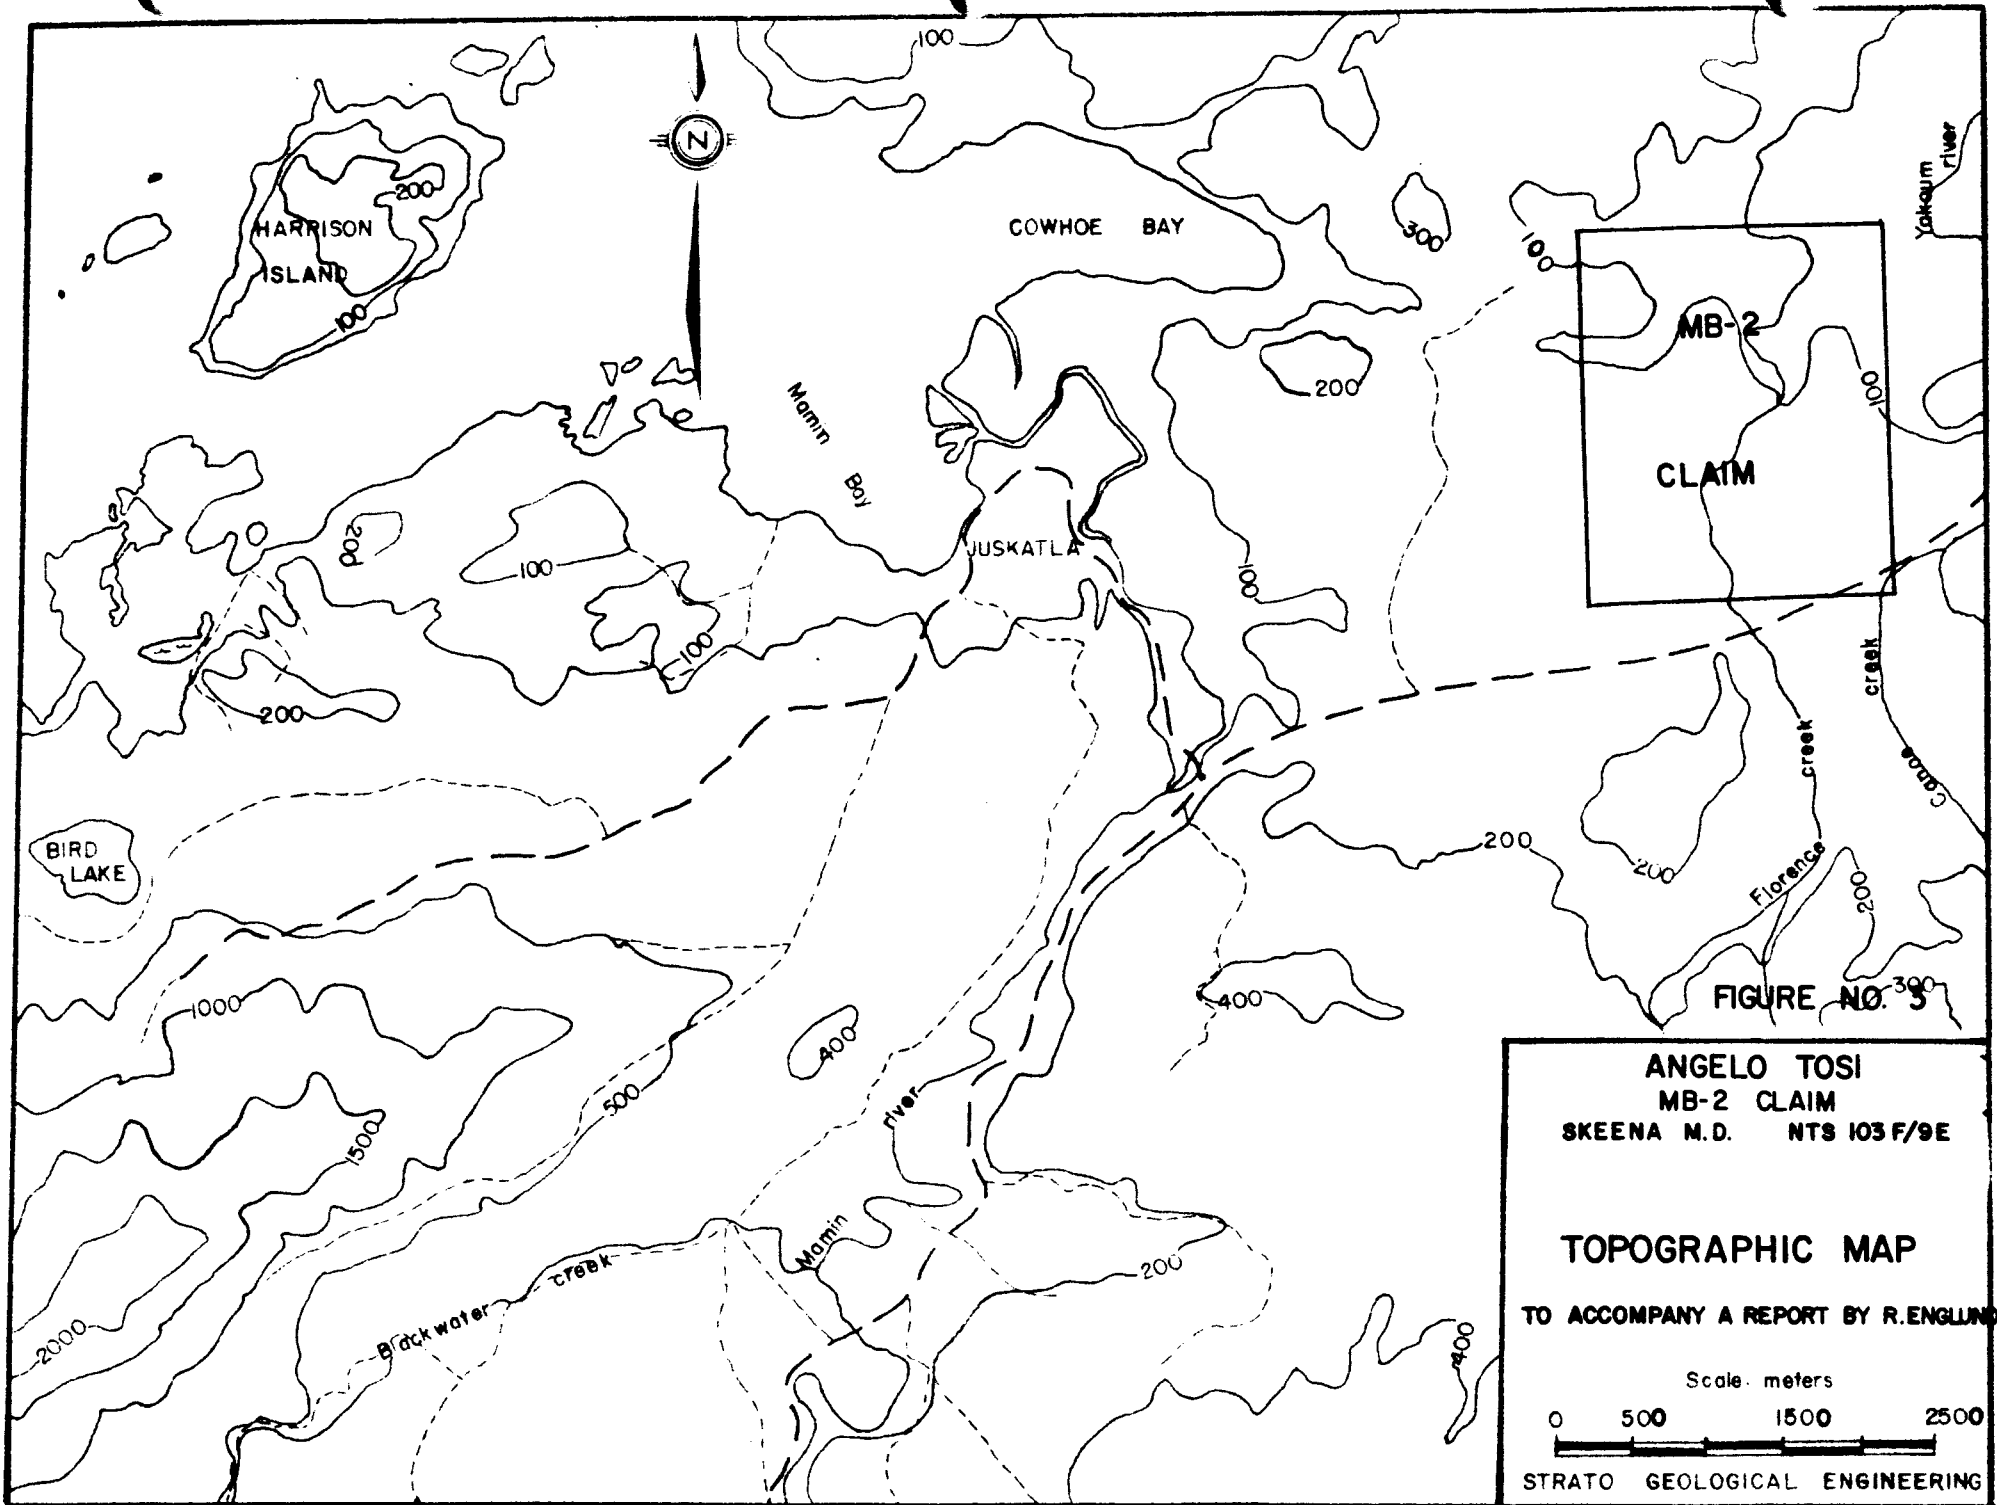 100
N
Yakoum
river
200
HARRISON
ISLAND
100
COWHOE BAY
300
100
MB-2
200
100
Mamin
Bay
CLAIM
200
100
JUSKATLA
100
100
200
creek
creek
Canoe
BIRD
LAKE
200
200
Florence
200
1000
400
400
300
FIGURE NO. 3
500
river
1500
Mamin
200
Blackwater creek
2000
400
ANGELO TOSI
MB-2 CLAIM
SKEENA M.D. NTS 103 F/9E
TOPOGRAPHIC MAP
TO ACCOMPANY A REPORT BY R. ENGLUND
Scale meters
0 500 1500 2500
STRATO GEOLOGICAL ENGINEERING